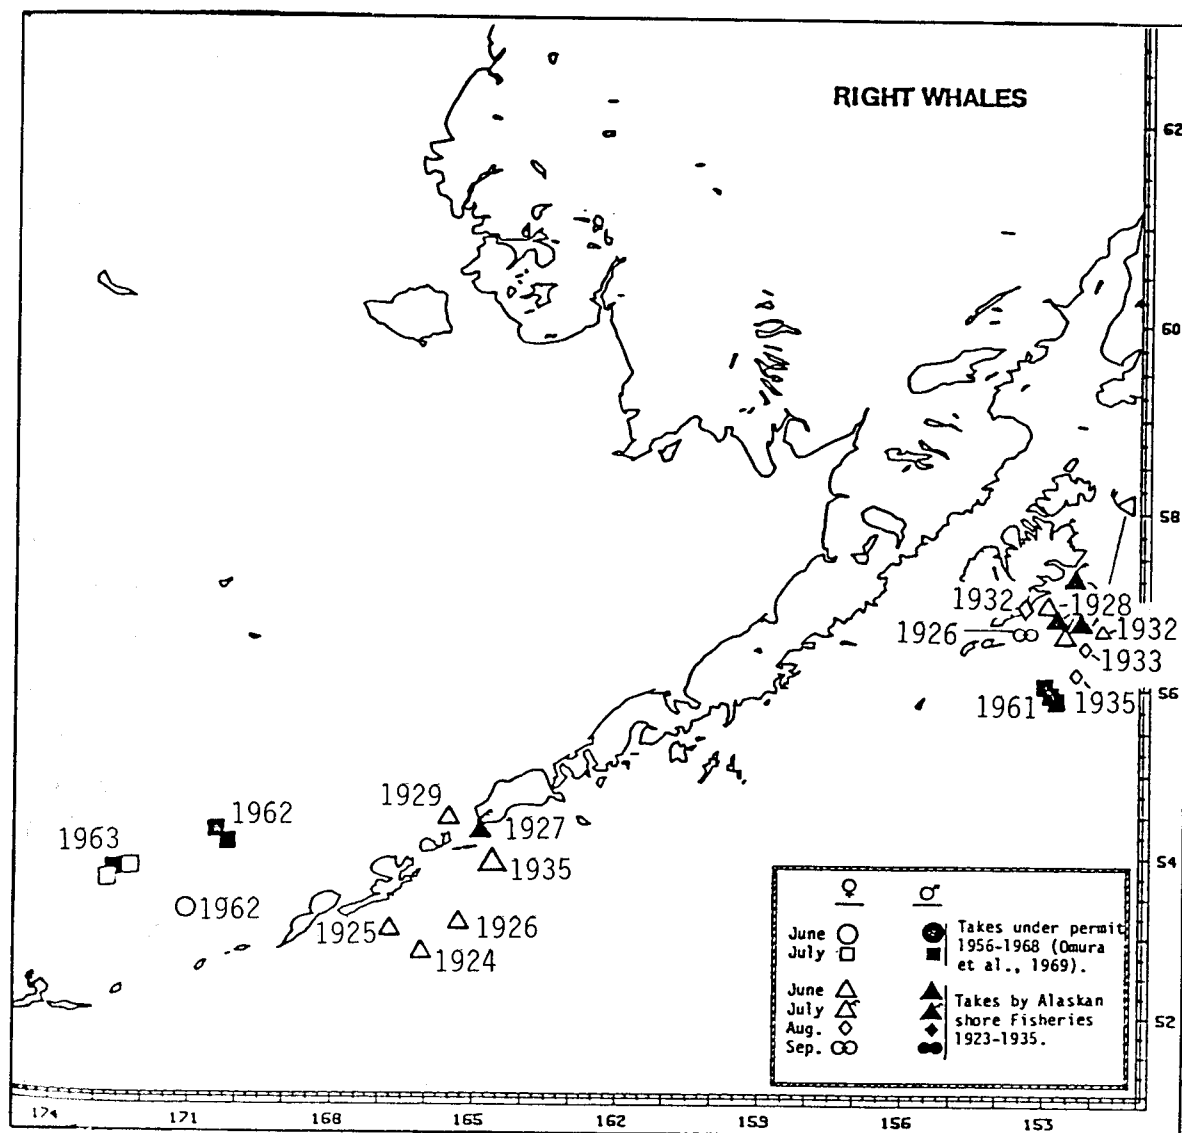 RIGHT WHALES
62
60
58
1932
1928
1926
1932
1933
56
1961
1935
1929
1962
1927
1963
1935
54
1962
1925
1926
1924
♀ ♂
June
July
Takes under permit
1956-1968 (Omura
et al., 1969).
June
July
Aug.
Sep.
Takes by Alaskan
shore Fisheries
1923-1935.
52
174 171 168 165 162 159 156 153